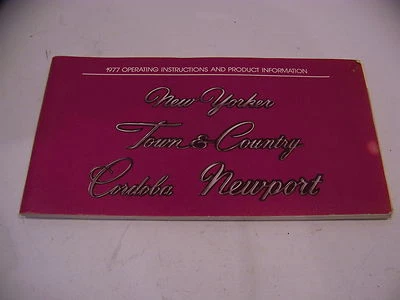 1977 OPERATING INSTRUCTIONS AND PRODUCT INFORMATION
New Yorker
Town & Country
Cordoba Newport